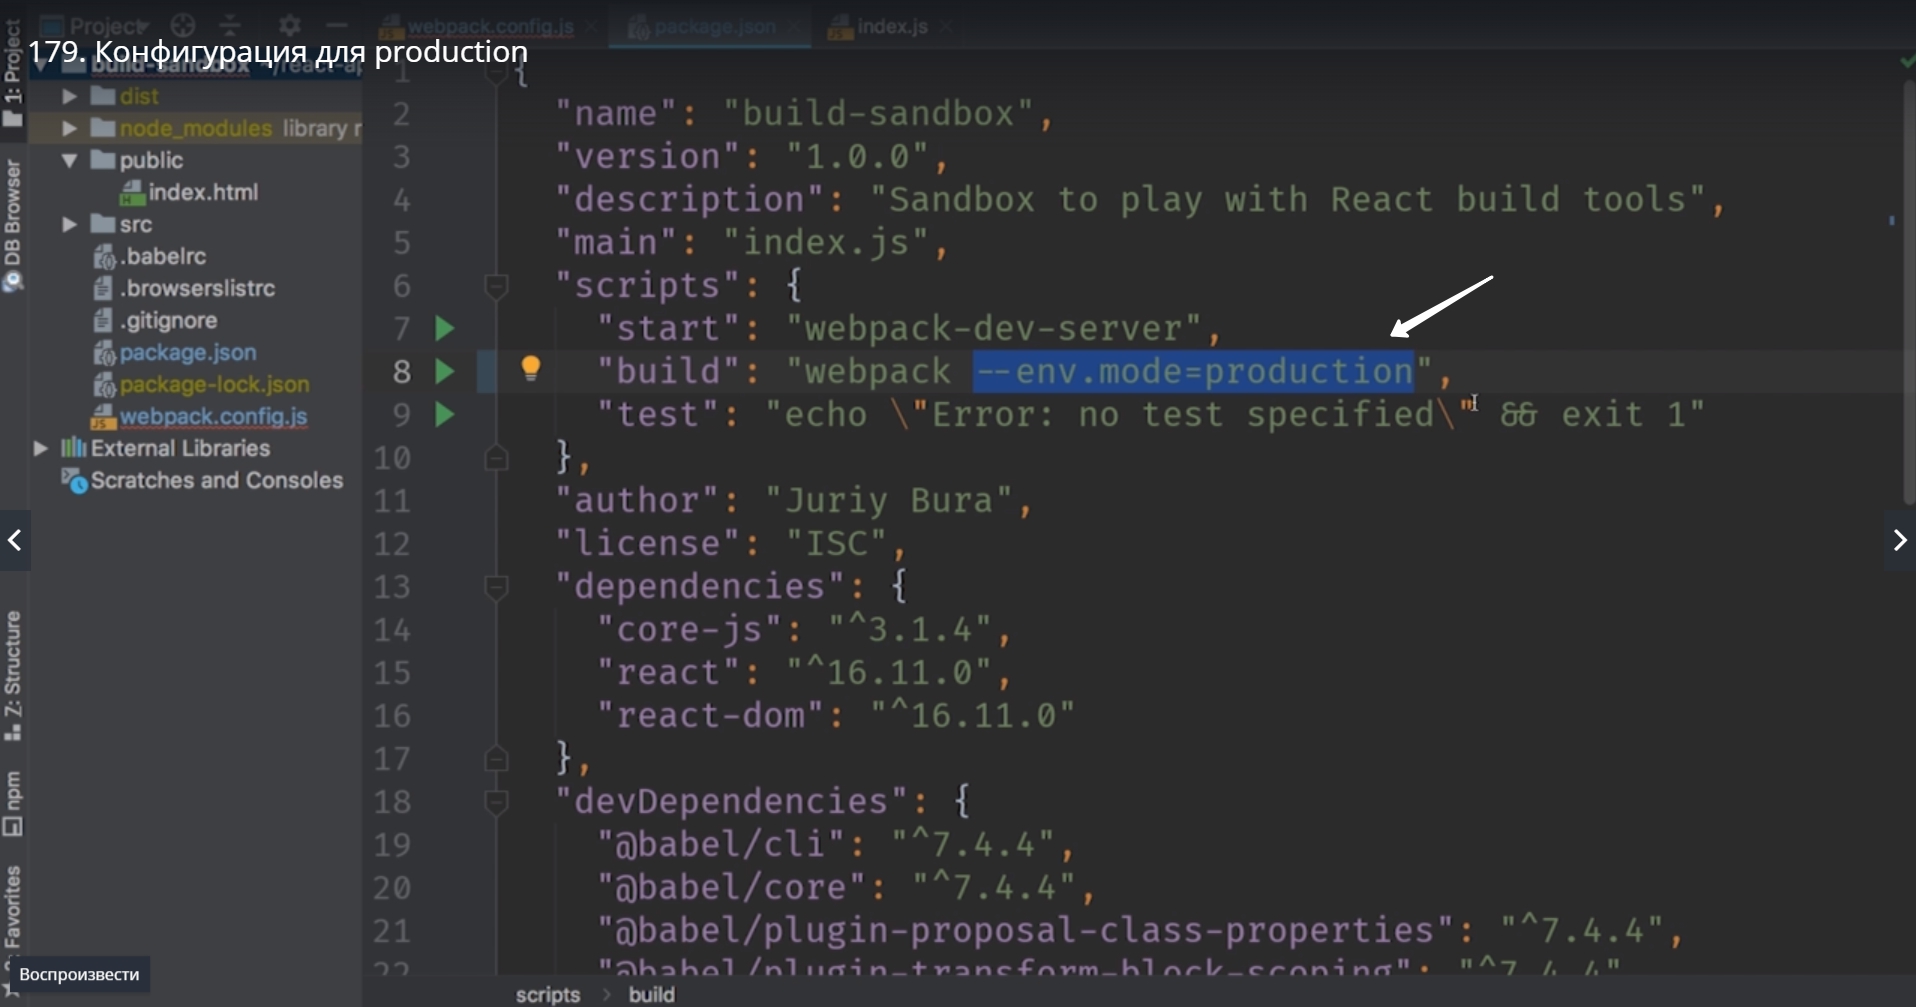 Project
webpack.config.js
package.json
index.js
179. Конфигурация для production
1: Project
DB Browser
Z: Structure
npm
Favorites
build-sandbox ~/react-ap
dist
node_modules library r
public
index.html
src
.babelrc
.browserslistrc
.gitignore
package.json
package-lock.json
webpack.config.js
External Libraries
Scratches and Consoles
1 {
2 "name": "build-sandbox",
3 "version": "1.0.0",
4 "description": "Sandbox to play with React build tools",
5 "main": "index.js",
6 "scripts": {
7 "start": "webpack-dev-server",
8 "build": "webpack --env.mode=production",
9 "test": "echo \"Error: no test specified\" && exit 1"
10 },
11 "author": "Juriy Bura",
12 "license": "ISC",
13 "dependencies": {
14 "core-js": "^3.1.4",
15 "react": "^16.11.0",
16 "react-dom": "^16.11.0"
17 },
18 "devDependencies": {
19 "@babel/cli": "^7.4.4",
20 "@babel/core": "^7.4.4",
21 "@babel/plugin-proposal-class-properties": "^7.4.4",
22 "@babel/plugin-transform-block-scoping": "^7.4.4"
Воспроизвести
scripts > build